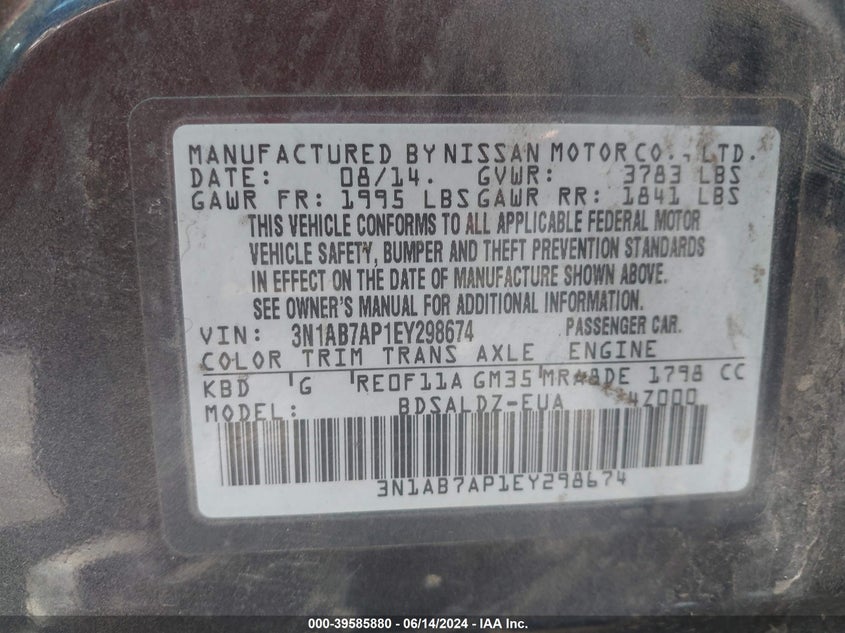 MANUFACTURED BY NISSAN MOTOR CO., LTD.
DATE: 08/14. GVWR: 3783 LBS
GAWR FR: 1995 LBS GAWR RR: 1841 LBS
THIS VEHICLE CONFORMS TO ALL APPLICABLE FEDERAL MOTOR
VEHICLE SAFETY, BUMPER AND THEFT PREVENTION STANDARDS
IN EFFECT ON THE DATE OF MANUFACTURE SHOWN ABOVE.
SEE OWNER'S MANUAL FOR ADDITIONAL INFORMATION.
VIN: 3N1AB7AP1EY298674 PASSENGER CAR.
COLOR TRIM TRANS AXLE ENGINE
KBD G RE0F11A GM35 MRA8DE 1798 CC
MODEL: BDSALDZ-EUA 4Z000
3N1AB7AP1EY298674
000-39585880 / 06/14/2024 - IAA Inc.